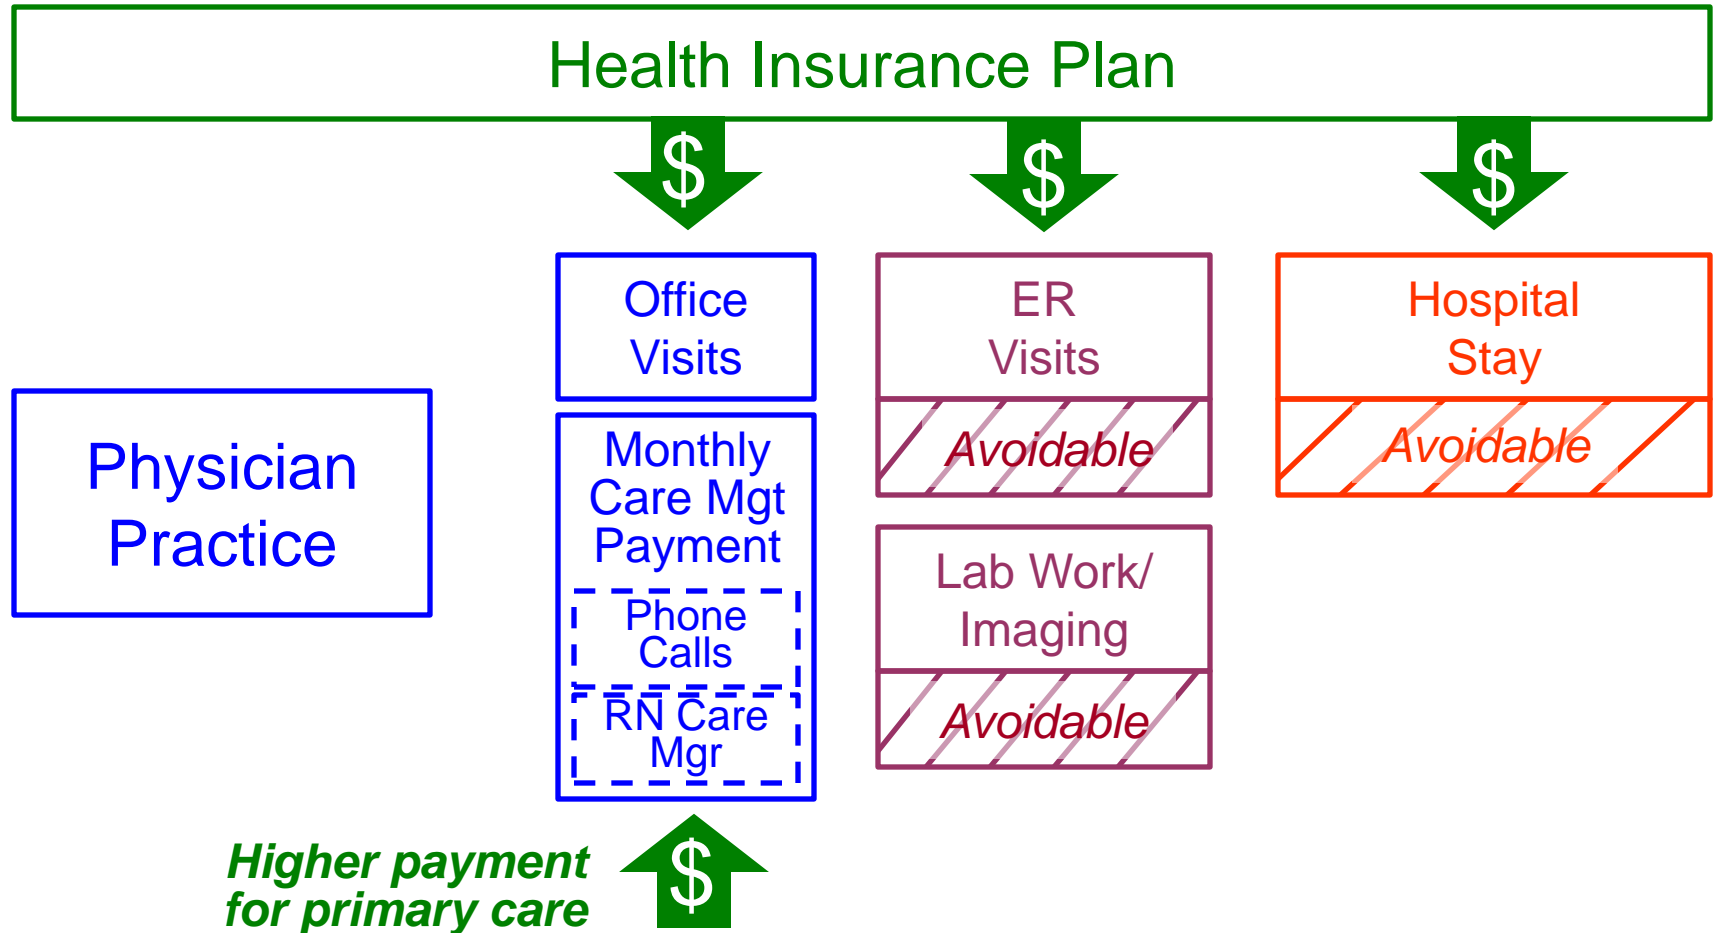 Health Insurance Plan
$
$
$
Office
Visits
ER
Visits
Hospital
Stay
Physician
Practice
Monthly
Care Mgt
Payment
Phone
Calls
RN Care
Mgr
Avoidable
Lab Work/
Imaging
Avoidable
Avoidable
Higher payment
for primary care
$